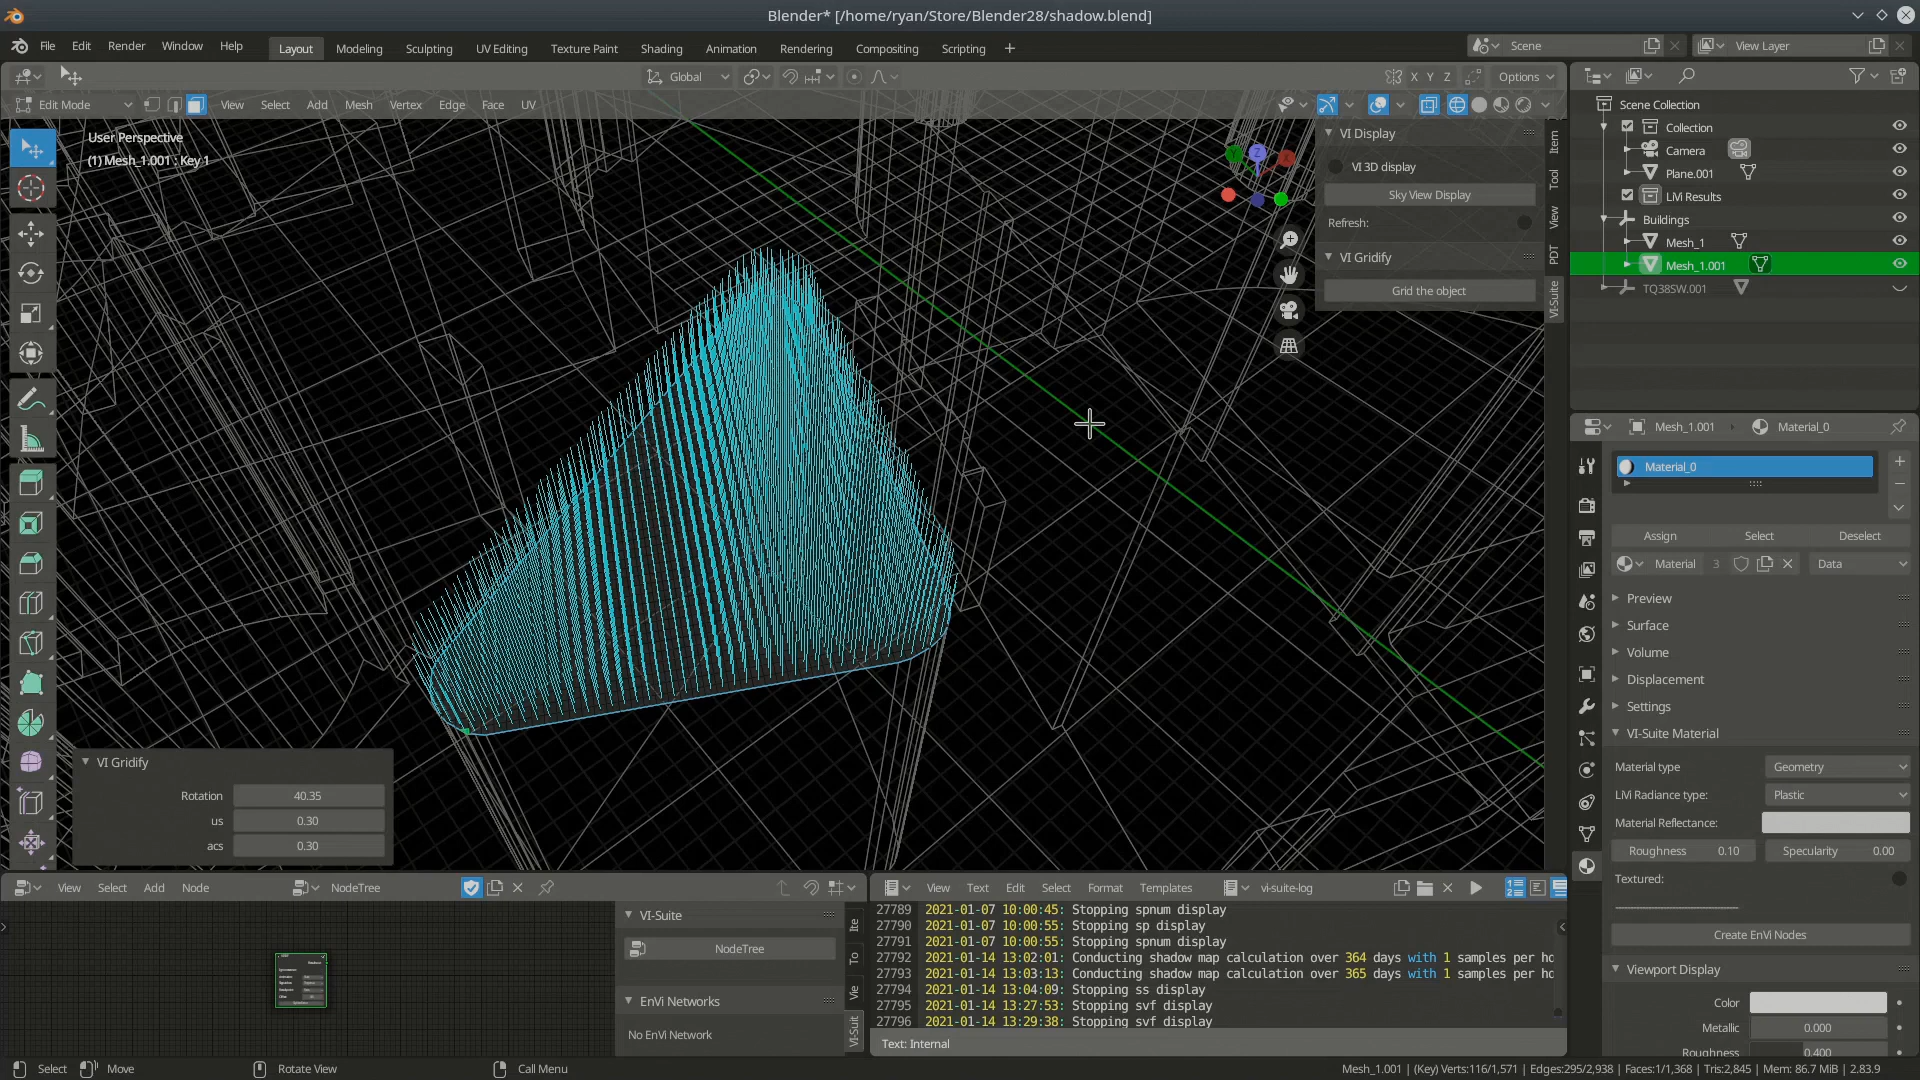 Blender* [/home/ryan/Store/Blender28/shadow.blend]
File Edit Render Window Help Layout Modeling Sculpting UV Editing Texture Paint Shading Animation Rendering Compositing Scripting + Scene View Layer
Global X Y Z Options
Edit Mode View Select Add Mesh Vertex Edge Face UV
User Perspective
(1) Mesh_1.001 : Key 1
VI Display
VI 3D display
Sky View Display
Refresh:
VI Gridify
Grid the object
Item
Tool
View
PDT
VI-Suite
Z
Scene Collection
Collection
Camera
Plane.001
LiVi Results
Buildings
Mesh_1
Mesh_1.001
TQ38SW.001
Mesh_1.001 Material_0
Material_0
Assign Select Deselect
Material 3 Data
Preview
Surface
Volume
Displacement
Settings
VI-Suite Material
Material type Geometry
LiVi Radiance type: Plastic
Material Reflectance:
Roughness 0.10 Specularity 0.00
Textured:
Create EnVi Nodes
Viewport Display
Color
Metallic 0.000
Roughness 0.400
VI Gridify
Rotation 40.35
us 0.30
acs 0.30
View Select Add Node NodeTree
VI-Suite
NodeTree
EnVi Networks
No EnVi Network
Ite
To
Vie
VI-Suit
View Text Edit Select Format Templates vi-suite-log
27789 2021-01-07 10:00:45: Stopping spnum display
27790 2021-01-07 10:00:55: Stopping sp display
27791 2021-01-07 10:00:55: Stopping spnum display
27792 2021-01-14 13:02:01: Conducting shadow map calculation over 364 days with 1 samples per ho
27793 2021-01-14 13:03:13: Conducting shadow map calculation over 365 days with 1 samples per ho
27794 2021-01-14 13:04:09: Stopping ss display
27795 2021-01-14 13:27:53: Stopping svf display
27796 2021-01-14 13:29:38: Stopping svf display
Text: Internal
Select Move Rotate View Call Menu Mesh_1.001 | (Key) Verts:116/1,571 | Edges:295/2,938 | Faces:1/1,368 | Tris:2,845 | Mem: 86.7 MiB | 2.83.9